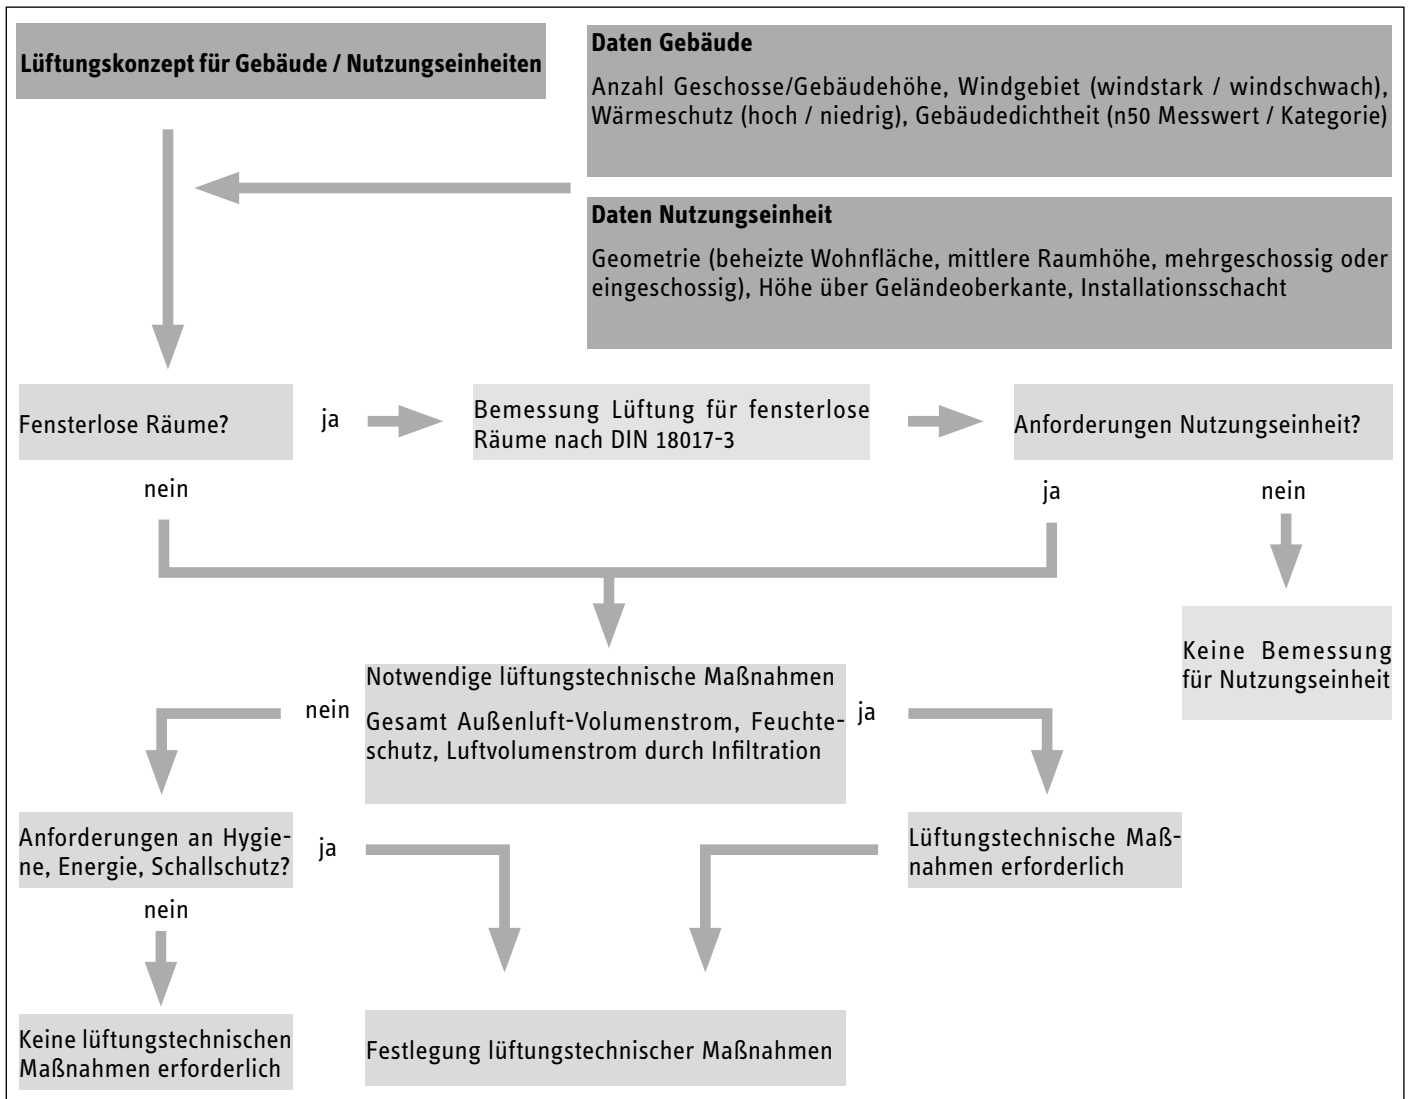 Lüftungskonzept für Gebäude / Nutzungseinheiten
Daten Gebäude
Anzahl Geschosse/Gebäudehöhe, Windgebiet (windstark / windschwach),
Wärmeschutz (hoch / niedrig), Gebäudedichtheit (n50 Messwert / Kategorie)
Daten Nutzungseinheit
Geometrie (beheizte Wohnfläche, mittlere Raumhöhe, mehrgeschossig oder
eingeschossig), Höhe über Geländeoberkante, Installationsschacht
Fensterlose Räume?
ja
Bemessung Lüftung für fensterlose
Räume nach DIN 18017-3
Anforderungen Nutzungseinheit?
nein
ja
nein
Keine Bemessung
für Nutzungseinheit
Notwendige lüftungstechnische Maßnahmen
Gesamt Außenluft-Volumenstrom, Feuchte-
schutz, Luftvolumenstrom durch Infiltration
nein
ja
Anforderungen an Hygie-
ne, Energie, Schallschutz?
ja
Lüftungstechnische Maß-
nahmen erforderlich
nein
Keine lüftungstechnischen
Maßnahmen erforderlich
Festlegung lüftungstechnischer Maßnahmen